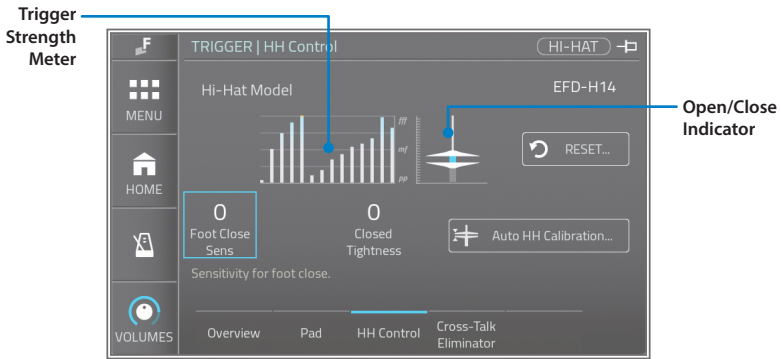 Trigger
Strength
Meter
F
TRIGGER | HH Control
HI-HAT
MENU
Hi-Hat Model
EFD-H14
fff
mf
pp
Open/Close
Indicator
RESET...
HOME
0
Foot Close
Sens
0
Closed
Tightness
Auto HH Calibration...
Sensitivity for foot close.
VOLUMES
Overview
Pad
HH Control
Cross-Talk
Eliminator